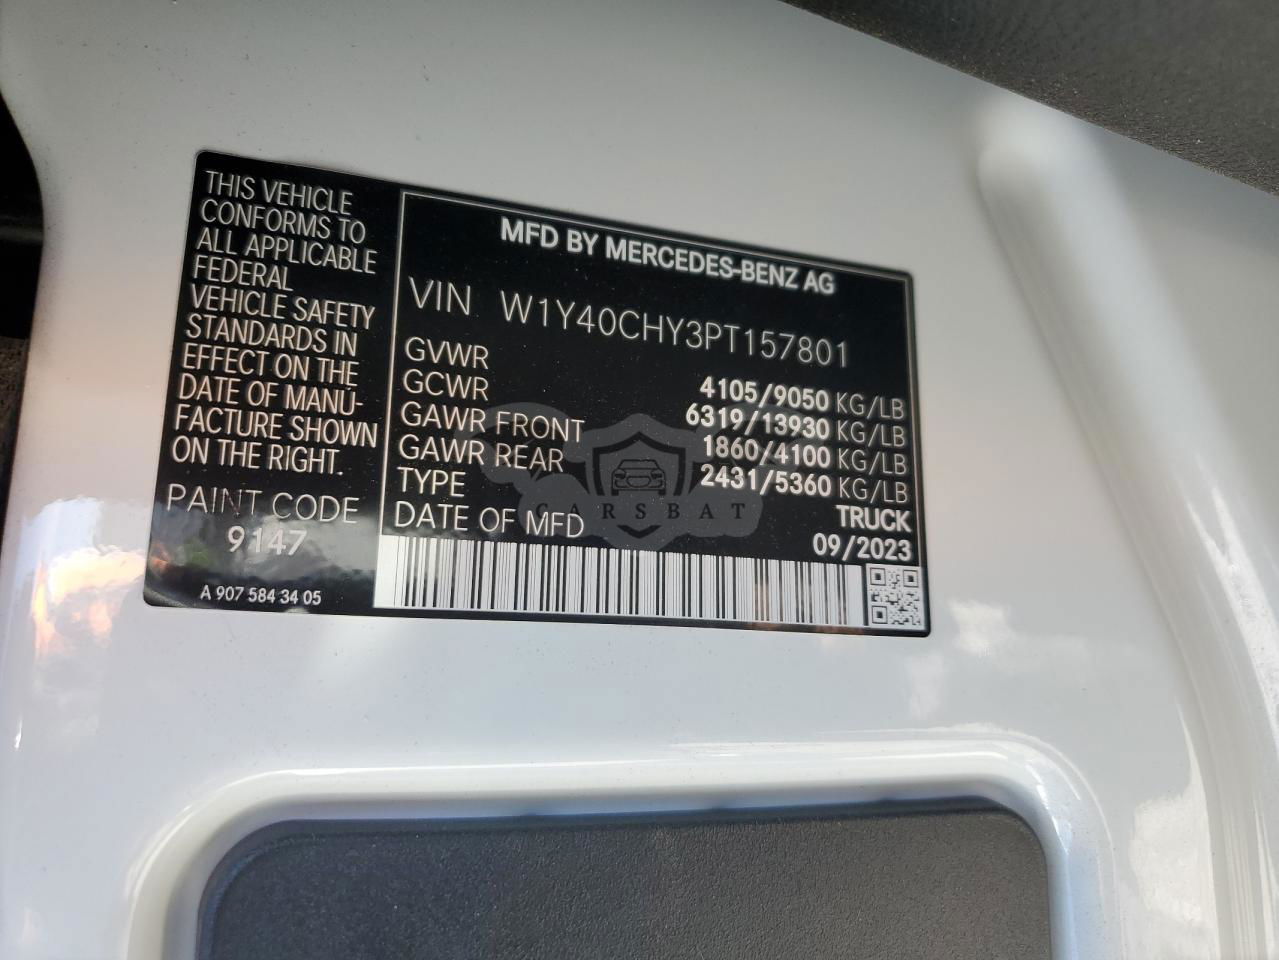 THIS VEHICLE
CONFORMS TO
ALL APPLICABLE
FEDERAL
VEHICLE SAFETY
STANDARDS IN
EFFECT ON THE
DATE OF MANU-
FACTURE SHOWN
ON THE RIGHT.
PAINT CODE
9147
A 907 584 34 05
MFD BY MERCEDES-BENZ AG
VIN W1Y40CHY3PT157801
GVWR 4105/9050 KG/LB
GCWR 6319/13930 KG/LB
GAWR FRONT 1860/4100 KG/LB
GAWR REAR 2431/5360 KG/LB
TYPE TRUCK
DATE OF MFD 09/2023
CARSBAT